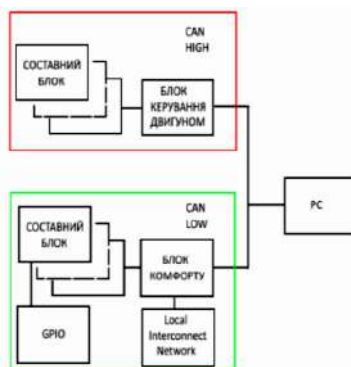 CAN
HIGH
СОСТАВНИЙ
БЛОК
БЛОК
КЕРУВАННЯ
ДВИГУНОМ
PC
CAN
LOW
СОСТАВНИЙ
БЛОК
БЛОК
КОМФОРТУ
GPIO
Local
Interconnect
Network